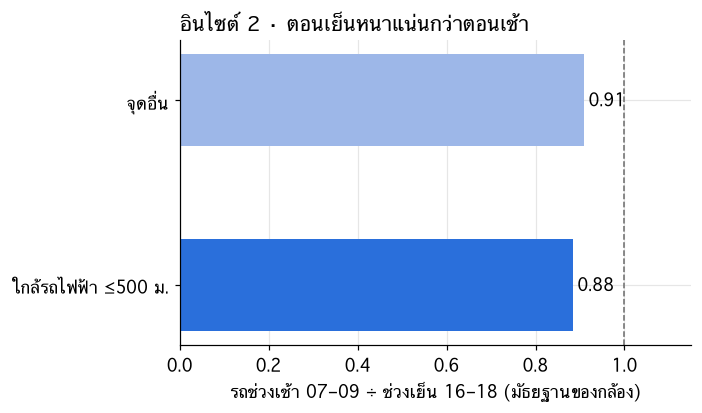 อินไซต์ 2 · ตอนเย็นหนาแน่นกว่าตอนเช้า
จุดอื่น
0.91
ใกล้รถไฟฟ้า ≤500 ม.
0.88
0.0 0.2 0.4 0.6 0.8 1.0
รถช่วงเช้า 07–09 ÷ ช่วงเย็น 16–18 (มัธยฐานของกล้อง)